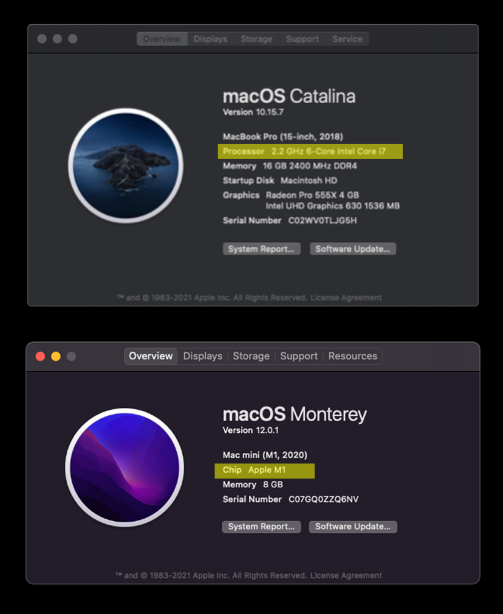 Overview Displays Storage Support Service
macOS Catalina
Version 10.15.7
MacBook Pro (15-inch, 2018)
Processor 2.2 GHz 6-Core Intel Core i7
Memory 16 GB 2400 MHz DDR4
Startup Disk Macintosh HD
Graphics Radeon Pro 555X 4 GB
Intel UHD Graphics 630 1536 MB
Serial Number C02WV0TLJG5H
System Report... Software Update...
™ and © 1983-2021 Apple Inc. All Rights Reserved. License Agreement
Overview Displays Storage Support Resources
macOS Monterey
Version 12.0.1
Mac mini (M1, 2020)
Chip Apple M1
Memory 8 GB
Serial Number C07GQ0ZZQ6NV
System Report... Software Update...
™ and © 1983-2021 Apple Inc. All Rights Reserved. License Agreement